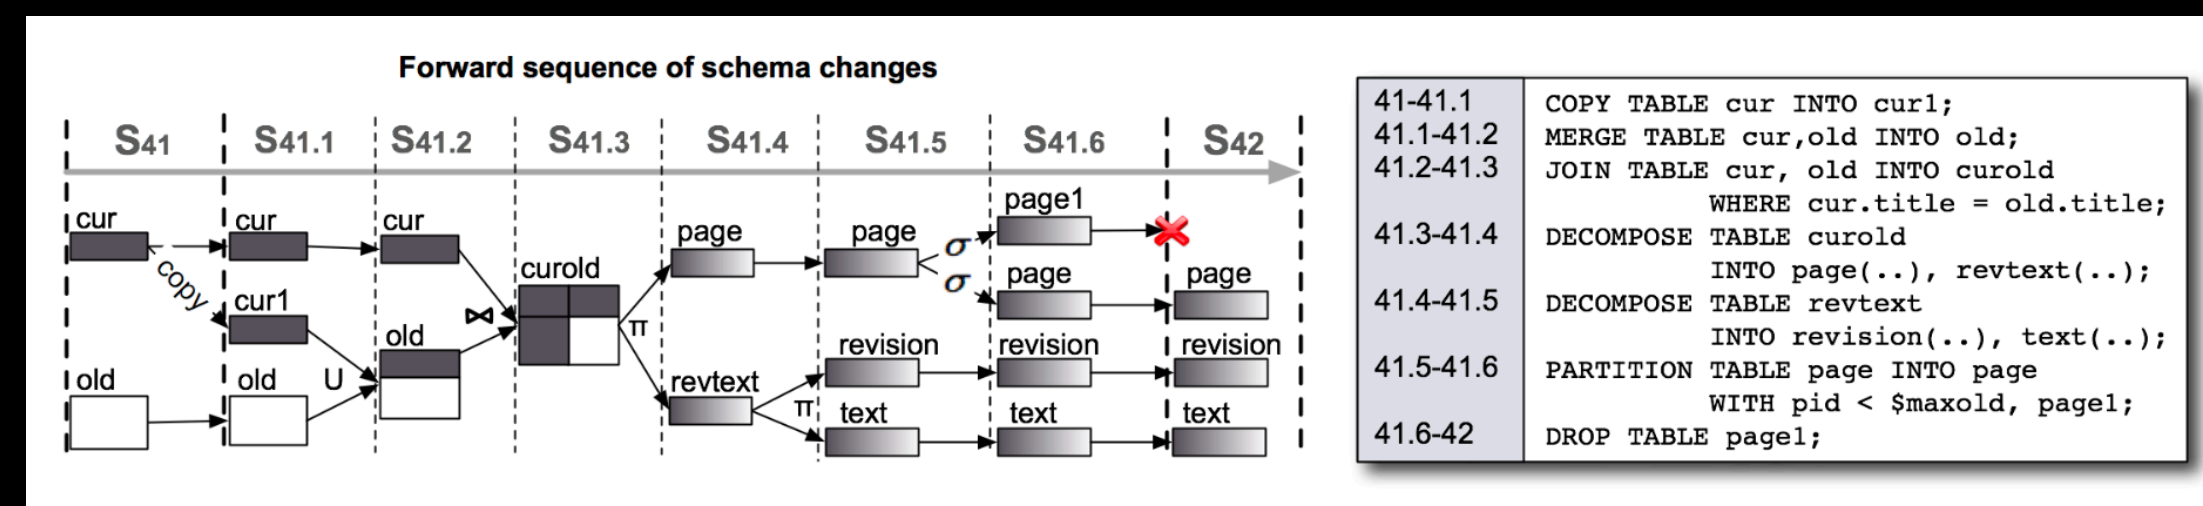 Forward sequence of schema changes
S41 S41.1 S41.2 S41.3 S41.4 S41.5 S41.6 S42
cur cur cur
copy
cur1
old old U old
⋈
curold
π
page page page1
σ
σ
page page
revtext
π
revision revision revision
text text text
41-41.1 COPY TABLE cur INTO cur1;
41.1-41.2 MERGE TABLE cur,old INTO old;
41.2-41.3 JOIN TABLE cur, old INTO curold
WHERE cur.title = old.title;
41.3-41.4 DECOMPOSE TABLE curold
INTO page(..), revtext(..);
41.4-41.5 DECOMPOSE TABLE revtext
INTO revision(..), text(..);
41.5-41.6 PARTITION TABLE page INTO page
WITH pid < $maxold, page1;
41.6-42 DROP TABLE page1;